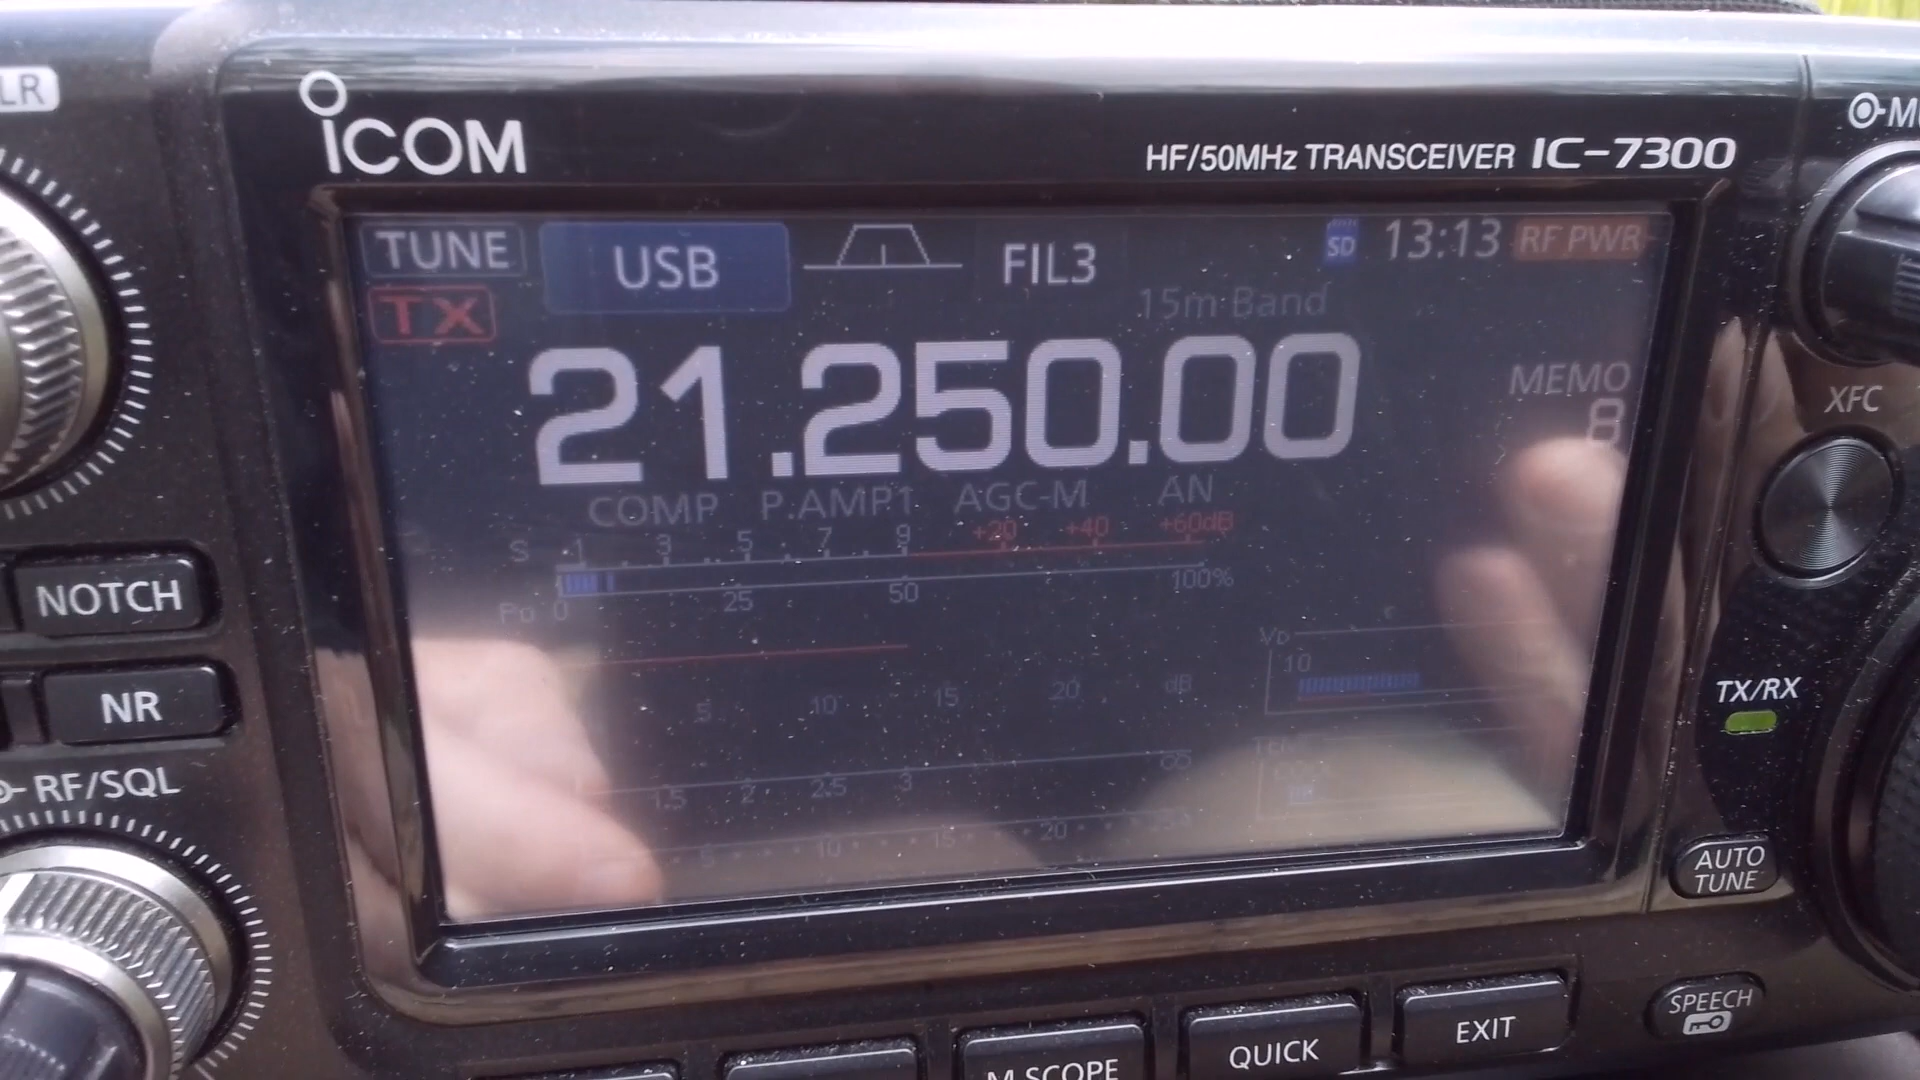 LR
ICOM
HF/50MHz TRANSCEIVER IC-7300
TUNE USB FIL3 SD 13:13 RF PWR
TX
15m Band
21.250.00
MEMO
8
COMP P.AMP1 AGC-M AN
S 1 3 5 7 9 +20 +40 +60dB
Po 0 25 50 100%
5 10 15 20 dB
1.5 2 2.5 3 ∞
5 10 15 20
VD
10
XFC
NOTCH
NR
RF/SQL
TX/RX
AUTO
TUNE
SPEECH
M.SCOPE QUICK EXIT